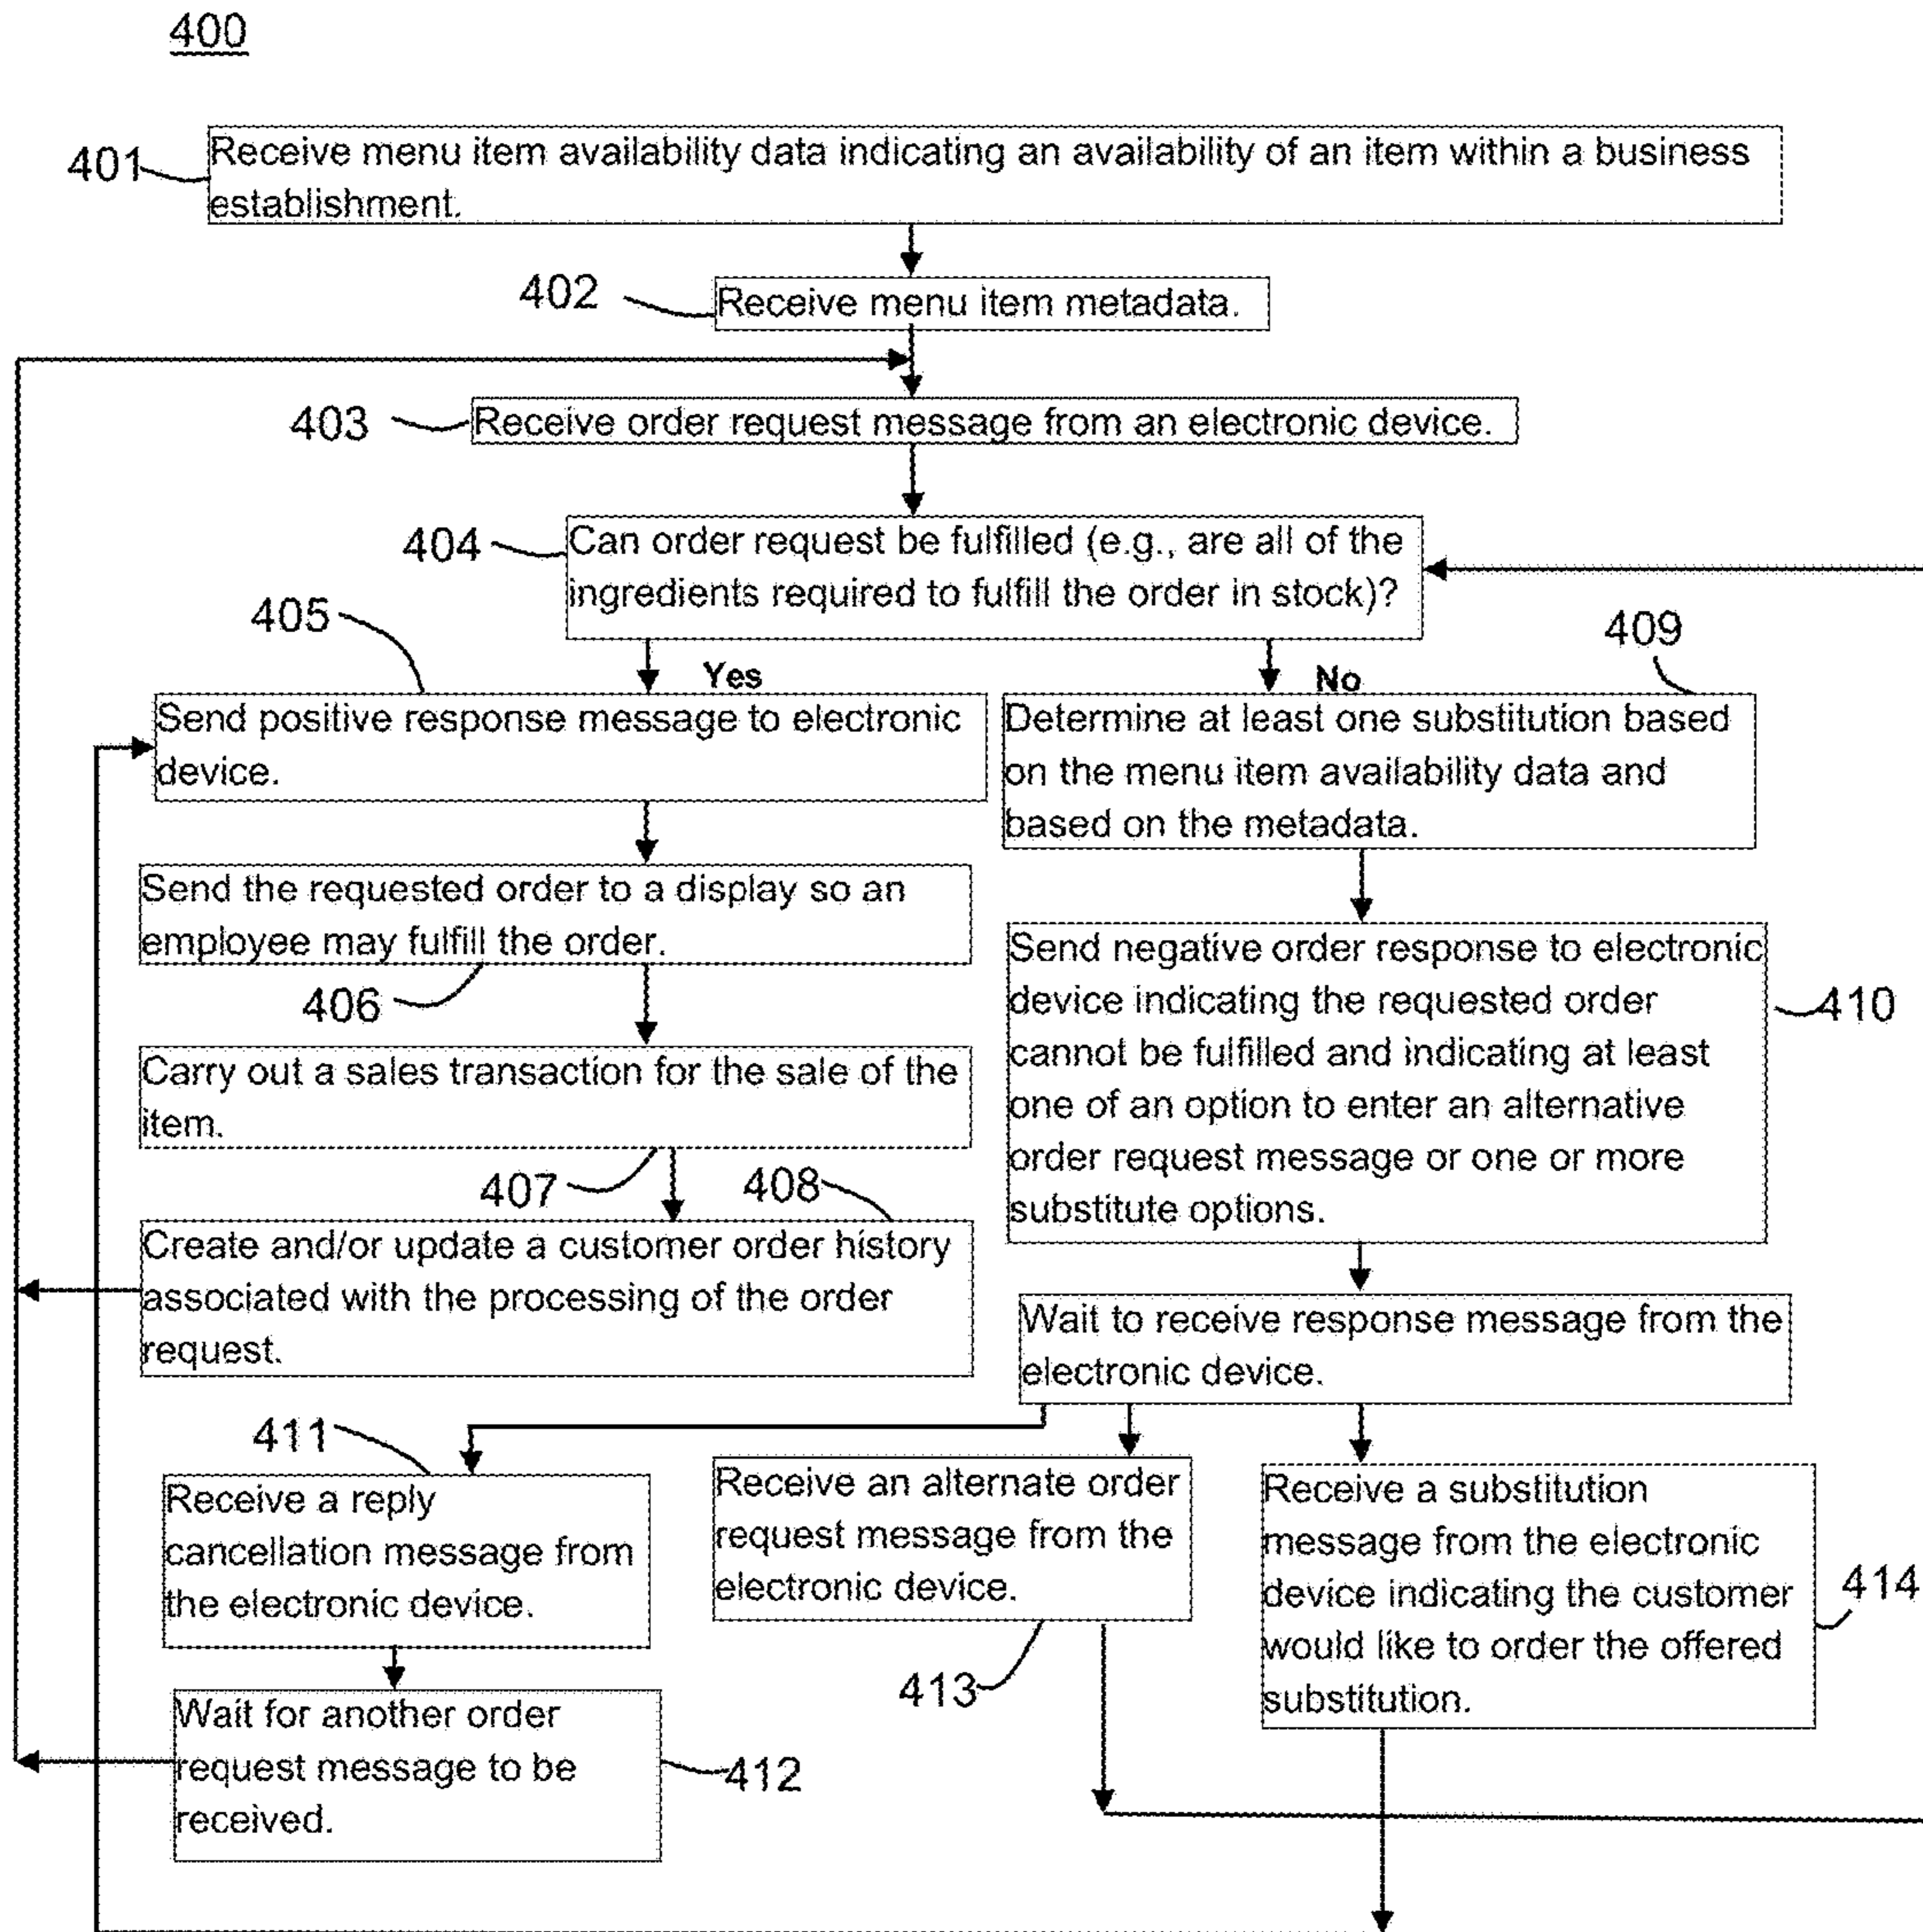 400
401
Receive menu item availability data indicating an availability of an item within a business
establishment.
402
Receive menu item metadata.
403
Receive order request message from an electronic device.
404
Can order request be fulfilled (e.g., are all of the
ingredients required to fulfill the order in stock)?
405
Yes
No
409
Send positive response message to electronic
device.
Determine at least one substitution based
on the menu item availability data and
based on the metadata.
Send the requested order to a display so an
employee may fulfill the order.
406
Send negative order response to electronic
device indicating the requested order
cannot be fulfilled and indicating at least
one of an option to enter an alternative
order request message or one or more
substitute options.
410
Carry out a sales transaction for the sale of the
item.
407
408
Create and/or update a customer order history
associated with the processing of the order
request.
Wait to receive response message from the
electronic device.
411
Receive a reply
cancellation message from
the electronic device.
Receive an alternate order
request message from the
electronic device.
413
Receive a substitution
message from the electronic
device indicating the customer
would like to order the offered
substitution.
414
Wait for another order
request message to be
received.
412